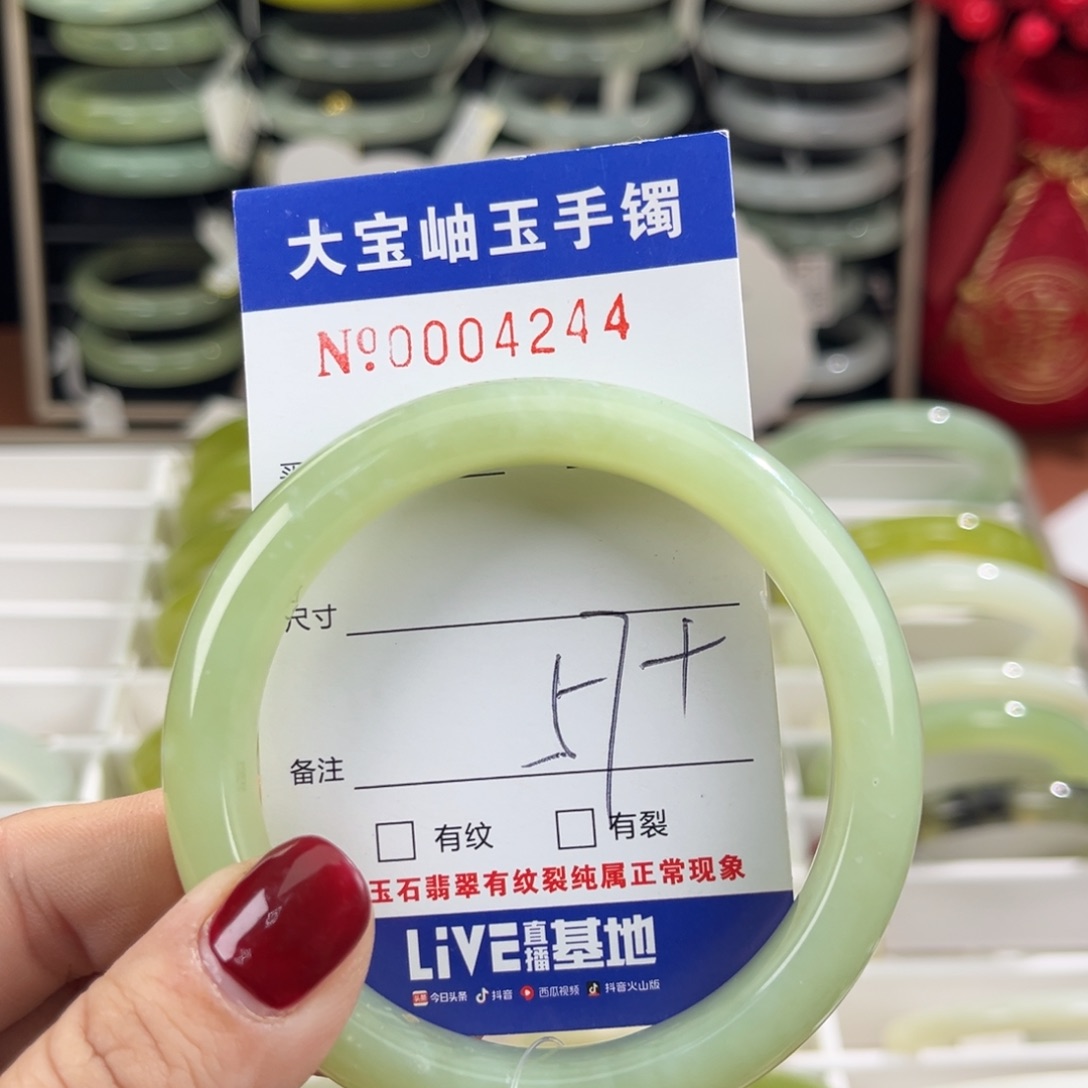 大宝岫玉手镯
Nº0004244
尺寸
57+
备注
有纹 有裂
玉石翡翠有纹裂纯属正常现象
LiVE直播基地
头条 今日头条 抖音 西瓜视频 抖音火山版